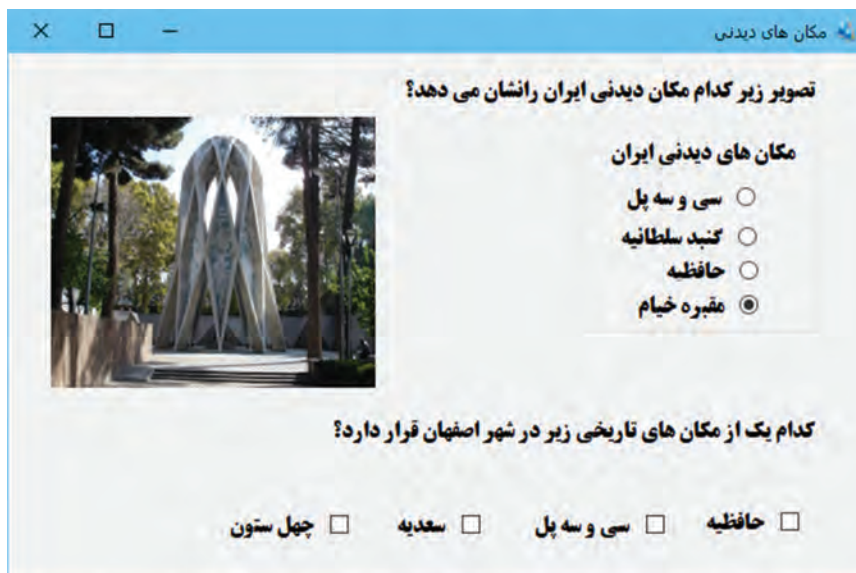 مکان های دیدنی
تصویر زیر کدام مکان دیدنی ایران رانشان می دهد؟
مکان های دیدنی ایران
سی و سه پل
گنبد سلطانیه
حافظیه
مقبره خیام
کدام یک از مکان های تاریخی زیر در شهر اصفهان قرار دارد؟
حافظیه سی و سه پل سعدیه چهل ستون